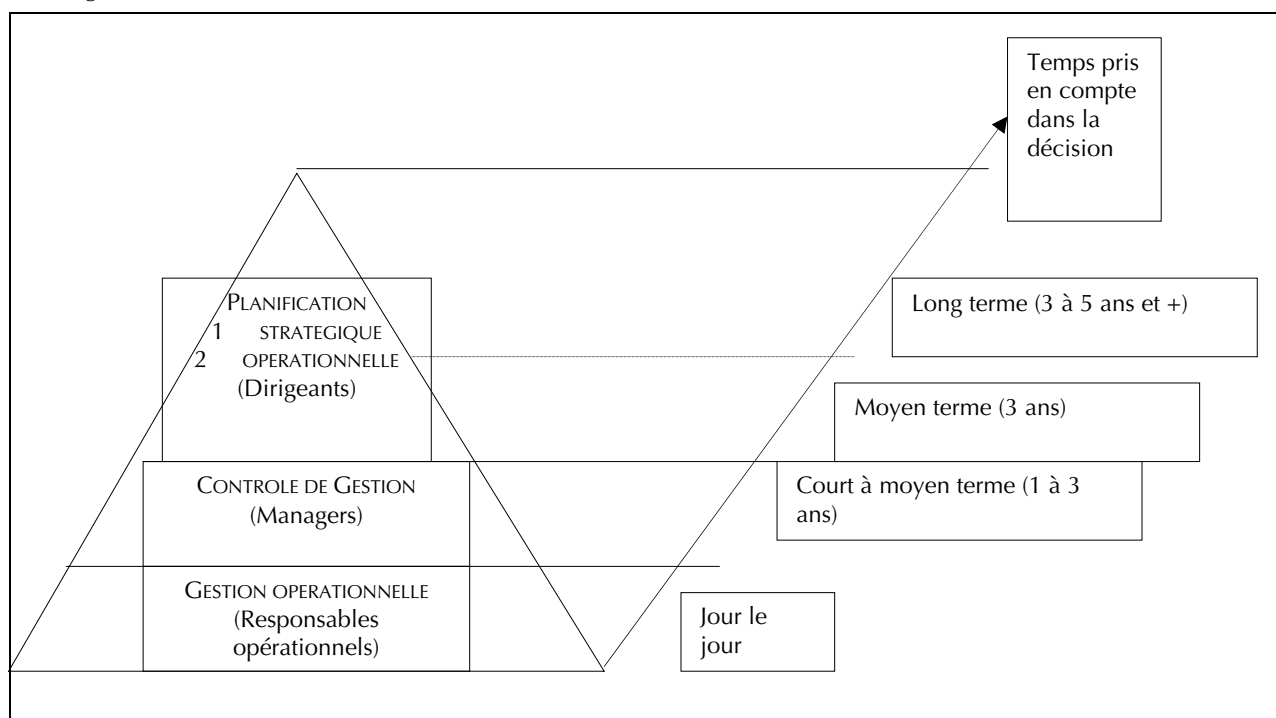 Temps pris
en compte
dans la
décision
PLANIFICATION
1 STRATEGIQUE
2 OPERATIONNELLE
(Dirigeants)
Long terme (3 à 5 ans et +)
Moyen terme (3 ans)
CONTROLE DE GESTION
(Managers)
Court à moyen terme (1 à 3
ans)
GESTION OPERATIONNELLE
(Responsables
opérationnels)
Jour le
jour